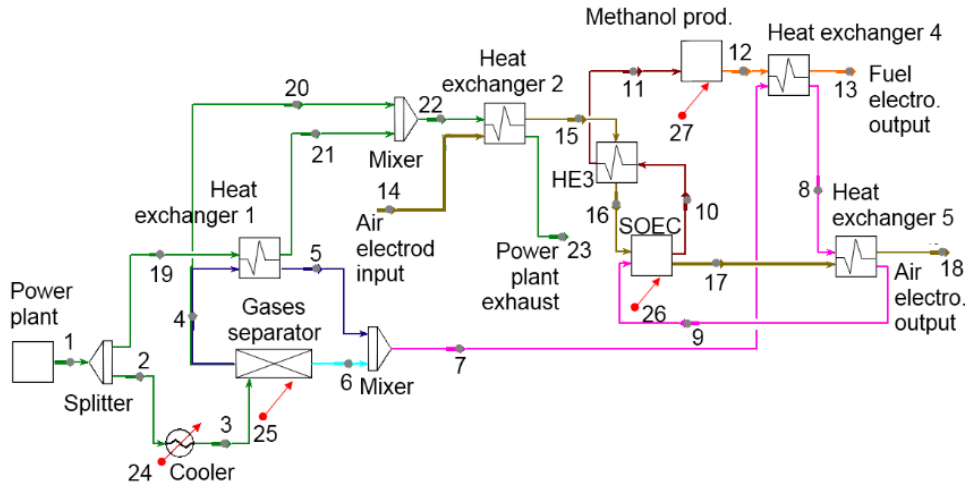 Methanol prod.
12
Heat exchanger 4
20
Heat
exchanger 2
11
13
Fuel
electro.
output
22
27
21
15
Mixer
HE3
14
Heat
exchanger 1
8
Heat
exchanger 5
16
10
Air
electrod
input
SOEC
5
19
Power
plant
exhaust
23
17
18
Power
plant
4
Gases
separator
26
Air
electro.
output
1
2
6
7
9
Mixer
Splitter
3
25
24
Cooler